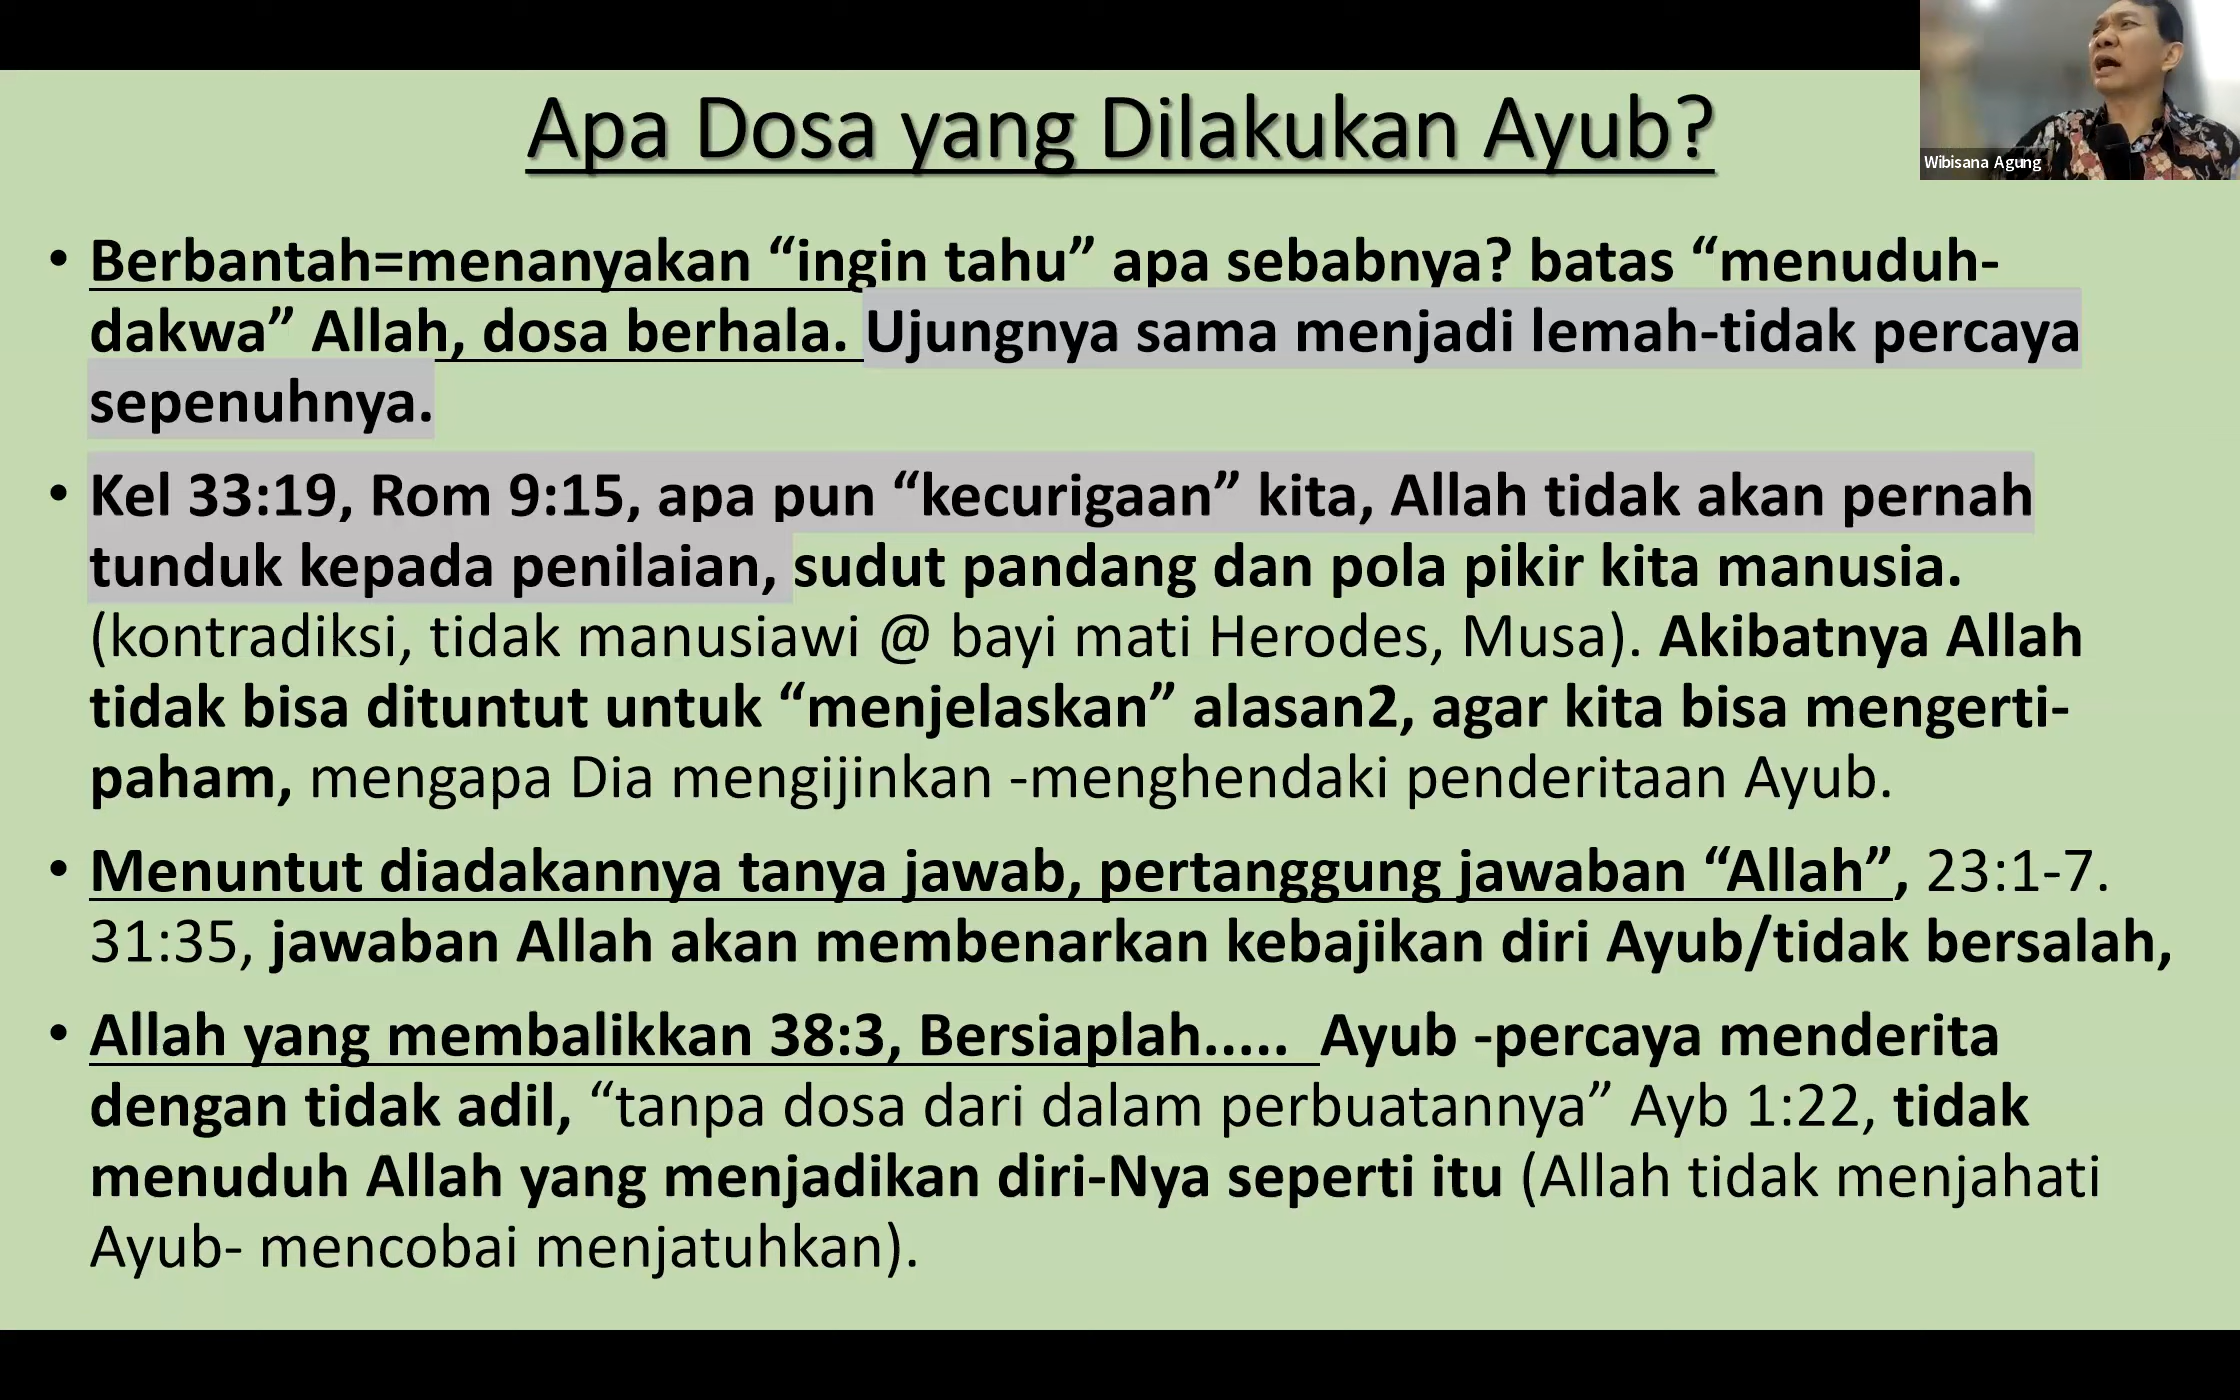 Apa Dosa yang Dilakukan Ayub?
Wibisana Agung
• Berbantah=menanyakan “ingin tahu” apa sebabnya? batas “menuduh-
dakwa” Allah, dosa berhala. Ujungnya sama menjadi lemah-tidak percaya
sepenuhnya.
• Kel 33:19, Rom 9:15, apa pun “kecurigaan” kita, Allah tidak akan pernah
tunduk kepada penilaian, sudut pandang dan pola pikir kita manusia.
(kontradiksi, tidak manusiawi @ bayi mati Herodes, Musa). Akibatnya Allah
tidak bisa dituntut untuk “menjelaskan” alasan2, agar kita bisa mengerti-
paham, mengapa Dia mengijinkan -menghendaki penderitaan Ayub.
• Menuntut diadakannya tanya jawab, pertanggung jawaban “Allah”, 23:1-7.
31:35, jawaban Allah akan membenarkan kebajikan diri Ayub/tidak bersalah,
• Allah yang membalikkan 38:3, Bersiaplah..... Ayub -percaya menderita
dengan tidak adil, “tanpa dosa dari dalam perbuatannya” Ayb 1:22, tidak
menuduh Allah yang menjadikan diri-Nya seperti itu (Allah tidak menjahati
Ayub- mencobai menjatuhkan).